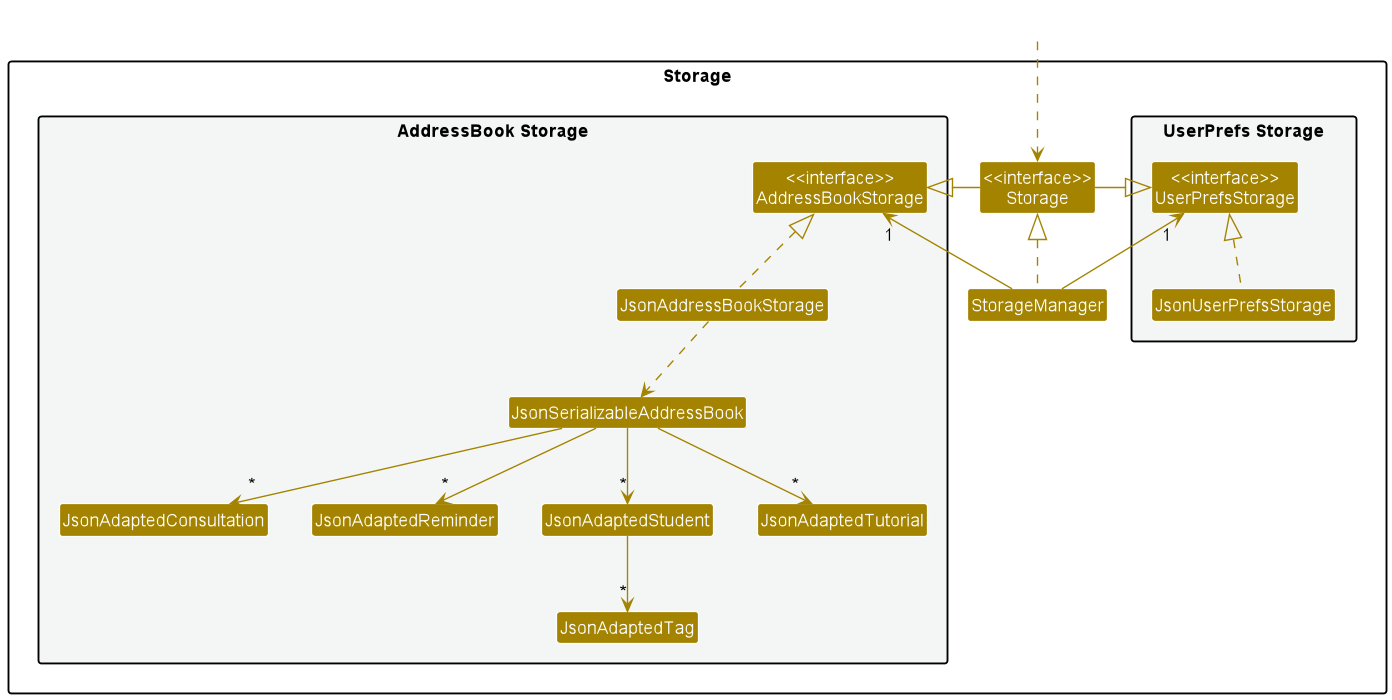 Storage
AddressBook Storage
UserPrefs Storage
<<interface>>
AddressBookStorage
<<interface>>
Storage
<<interface>>
UserPrefsStorage
1
1
JsonAddressBookStorage
StorageManager
JsonUserPrefsStorage
JsonSerializableAddressBook
*
*
*
*
JsonAdaptedConsultation
JsonAdaptedReminder
JsonAdaptedStudent
JsonAdaptedTutorial
*
JsonAdaptedTag